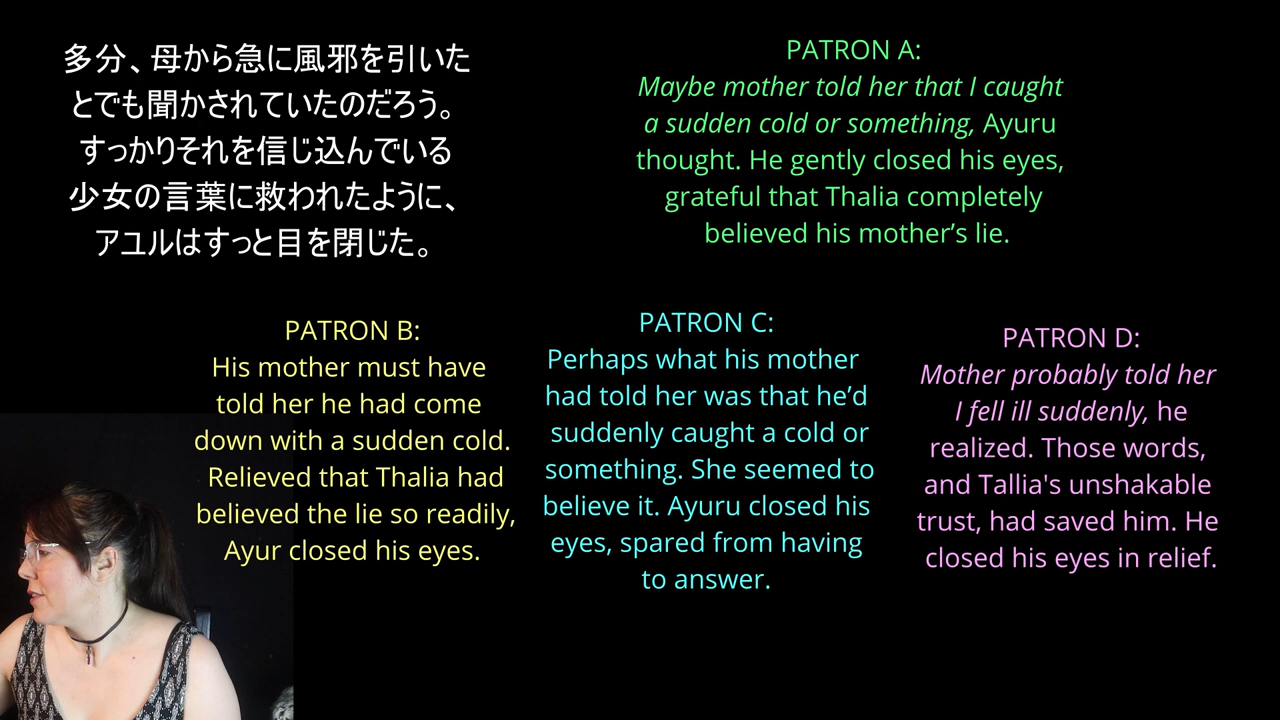 多分、母から急に風邪を引いた
とでも聞かされていたのだろう。
すっかりそれを信じ込んでいる
少女の言葉に救われたように、
アユルはすっと目を閉じた。
PATRON A:
Maybe mother told her that I caught
a sudden cold or something, Ayuru
thought. He gently closed his eyes,
grateful that Thalia completely
believed his mother’s lie.
PATRON B:
His mother must have
told her he had come
down with a sudden cold.
Relieved that Thalia had
believed the lie so readily,
Ayur closed his eyes.
PATRON C:
Perhaps what his mother
had told her was that he’d
suddenly caught a cold or
something. She seemed to
believe it. Ayuru closed his
eyes, spared from having
to answer.
PATRON D:
Mother probably told her
I fell ill suddenly, he
realized. Those words,
and Tallia's unshakable
trust, had saved him. He
closed his eyes in relief.